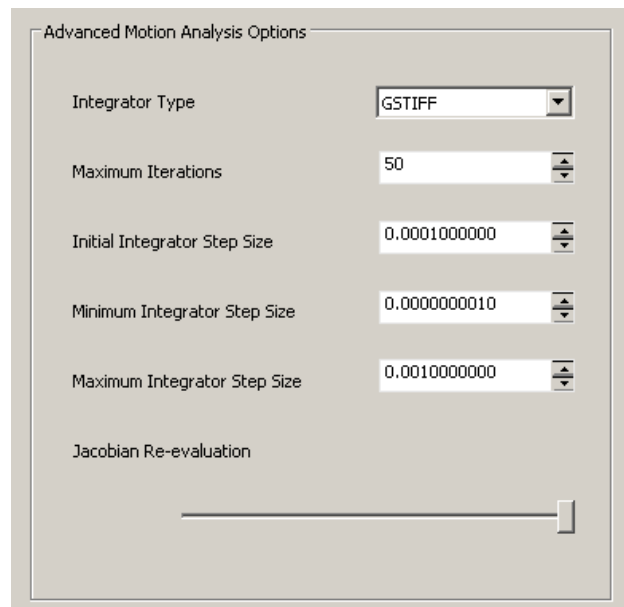 Advanced Motion Analysis Options
Integrator Type GSTIFF
Maximum Iterations 50
Initial Integrator Step Size 0.0001000000
Minimum Integrator Step Size 0.0000000010
Maximum Integrator Step Size 0.0010000000
Jacobian Re-evaluation